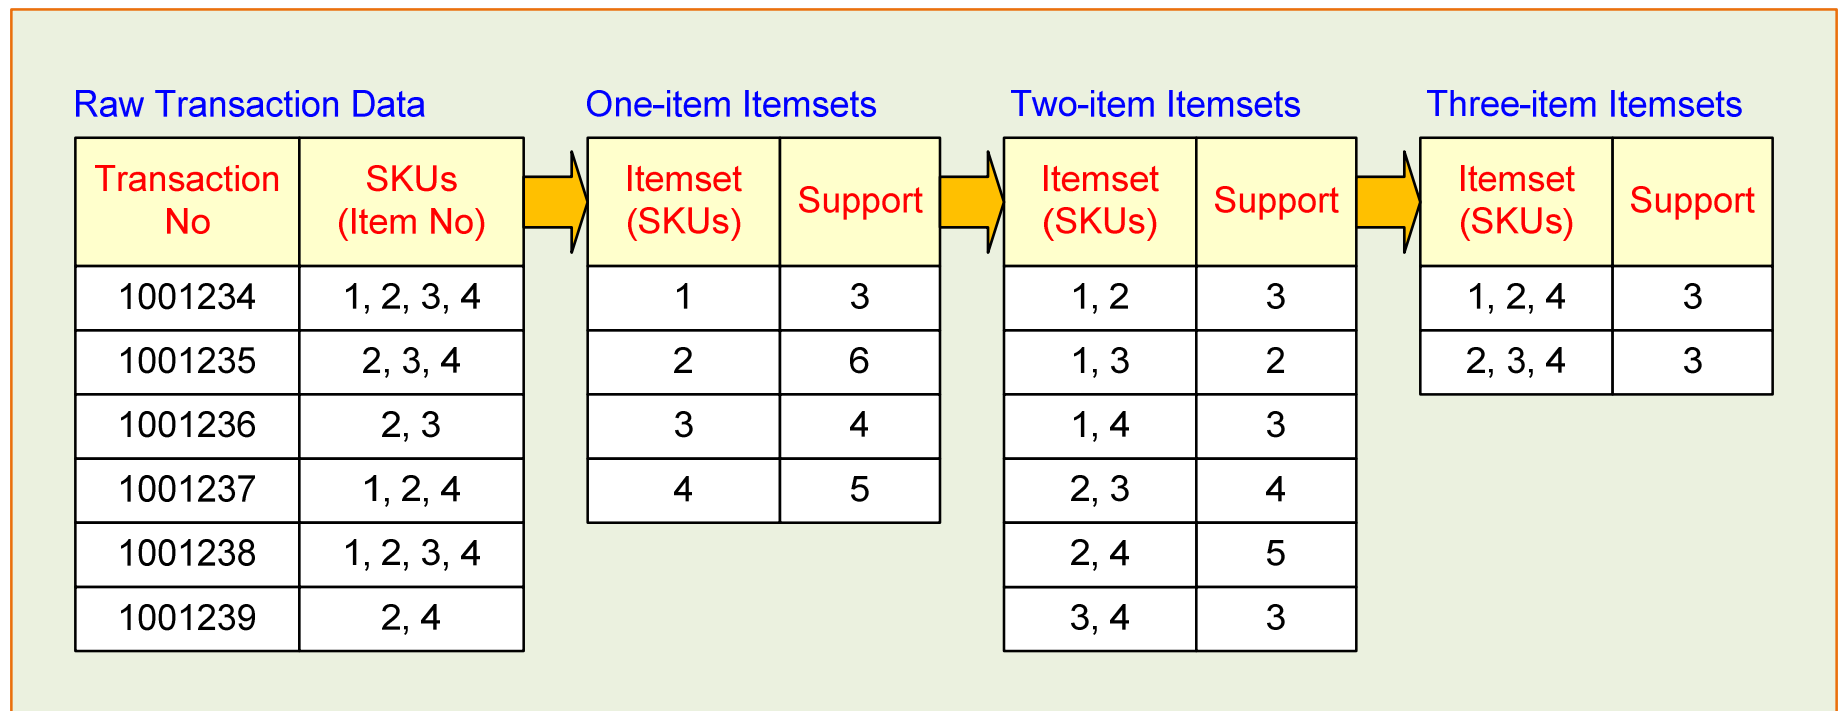 Raw Transaction Data
Transaction No SKUs (Item No)
1001234 1, 2, 3, 4
1001235 2, 3, 4
1001236 2, 3
1001237 1, 2, 4
1001238 1, 2, 3, 4
1001239 2, 4
One-item Itemsets
Itemset (SKUs) Support
1 3
2 6
3 4
4 5
Two-item Itemsets
Itemset (SKUs) Support
1, 2 3
1, 3 2
1, 4 3
2, 3 4
2, 4 5
3, 4 3
Three-item Itemsets
Itemset (SKUs) Support
1, 2, 4 3
2, 3, 4 3